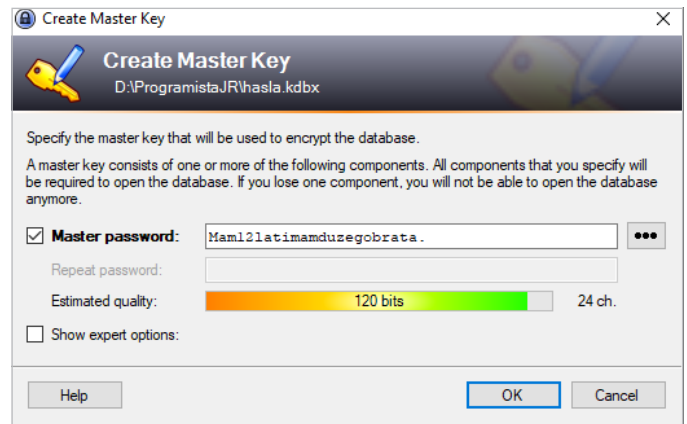 Create Master Key
Create Master Key
D:\ProgramistaJR\hasla.kdbx
Specify the master key that will be used to encrypt the database.
A master key consists of one or more of the following components. All components that you specify will
be required to open the database. If you lose one component, you will not be able to open the database
anymore.
Master password: Mam12latimamduzegobrata.
Repeat password:
Estimated quality: 120 bits 24 ch.
Show expert options:
Help OK Cancel